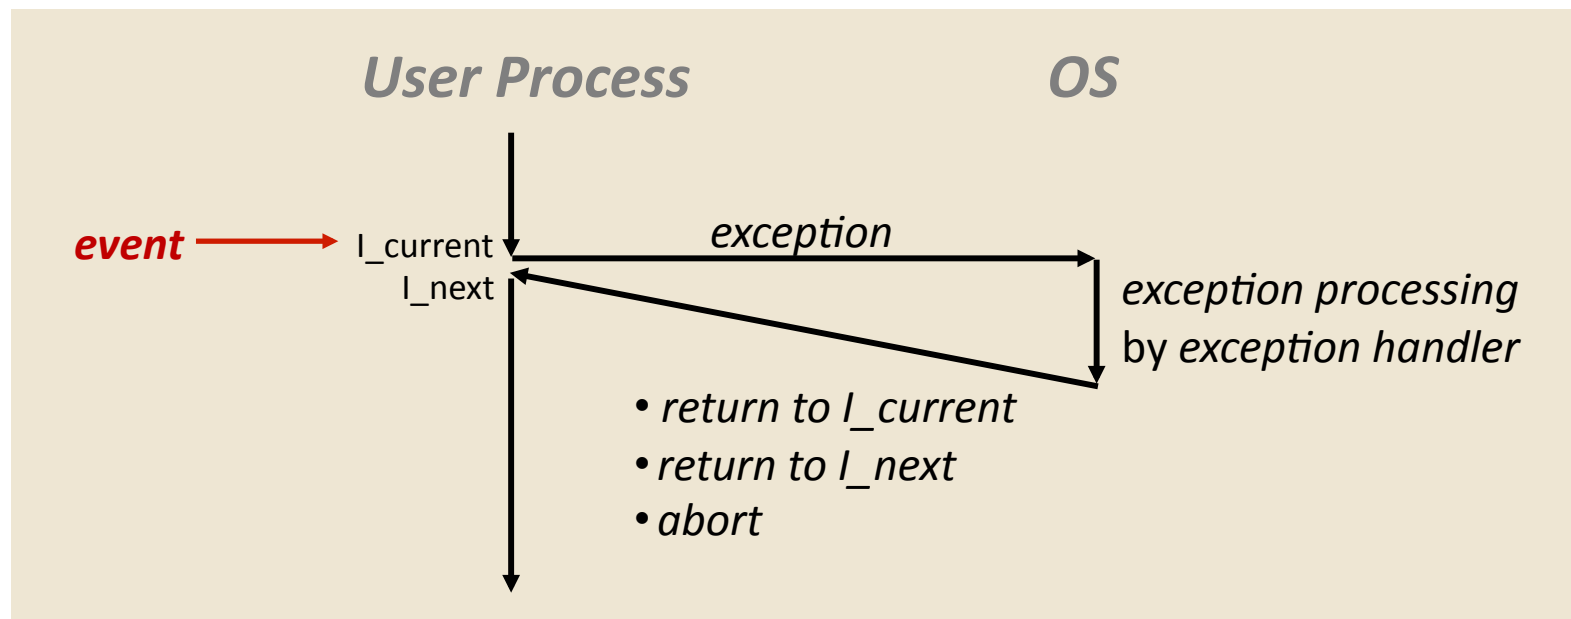 User Process
OS
event
I_current
exception
I_next
exception processing
by exception handler
• return to I_current
• return to I_next
• abort